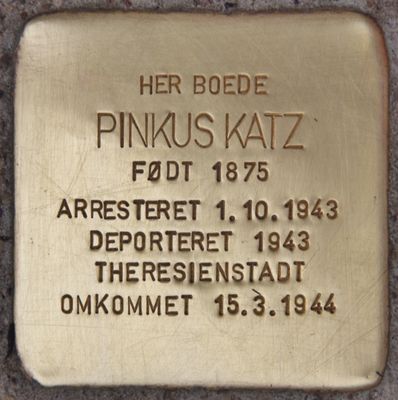 HER BOEDE
PINKUS KATZ
FØDT 1875
ARRESTERET 1.10.1943
DEPORTERET 1943
THERESIENSTADT
OMKOMMET 15.3.1944